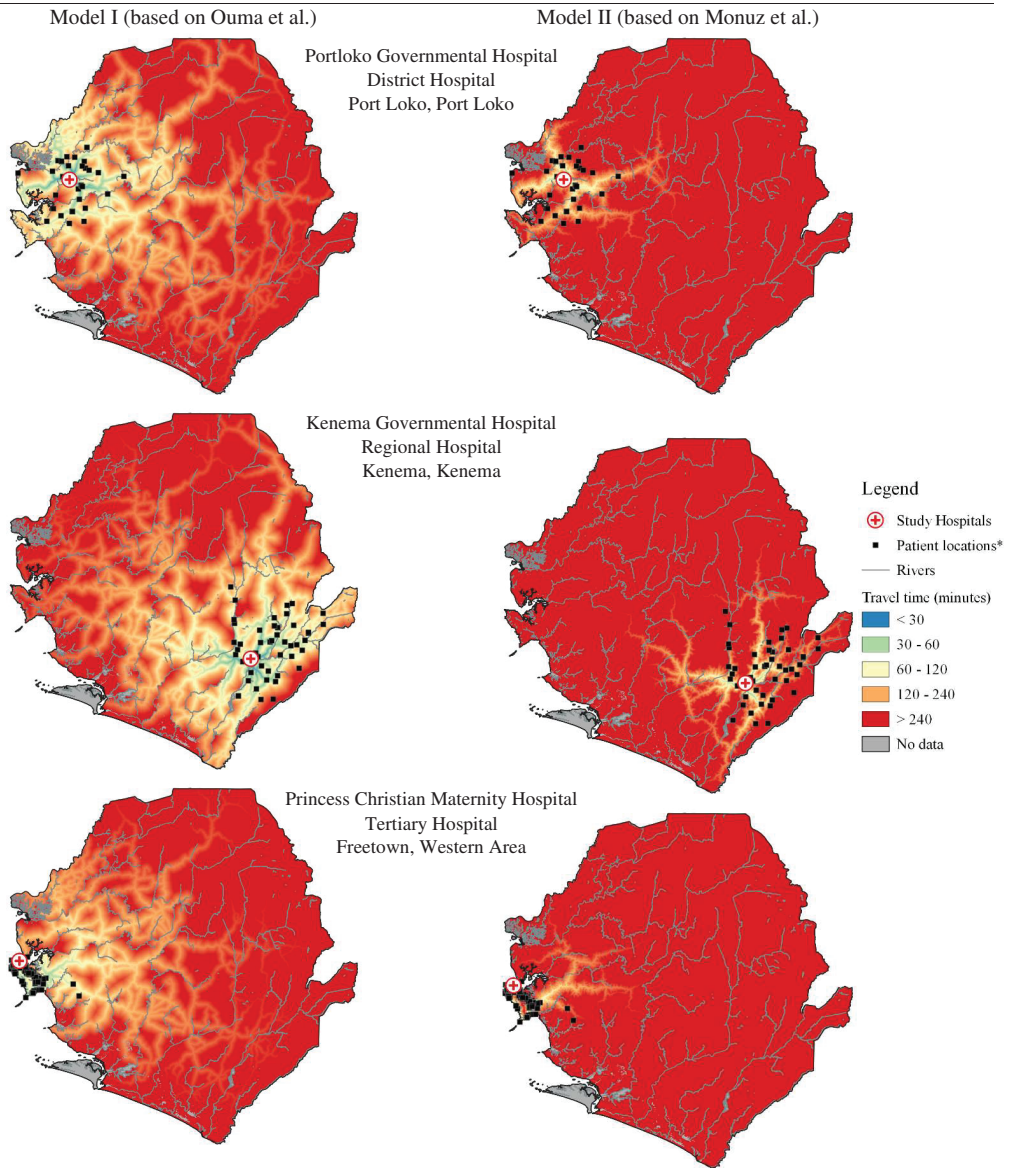 Model I (based on Ouma et al.)
Model II (based on Monuz et al.)
Portloko Governmental Hospital
District Hospital
Port Loko, Port Loko
Kenema Governmental Hospital
Regional Hospital
Kenema, Kenema
Legend
Study Hospitals
Patient locations*
Rivers
Travel time (minutes)
< 30
30 - 60
60 - 120
120 - 240
> 240
No data
Princess Christian Maternity Hospital
Tertiary Hospital
Freetown, Western Area